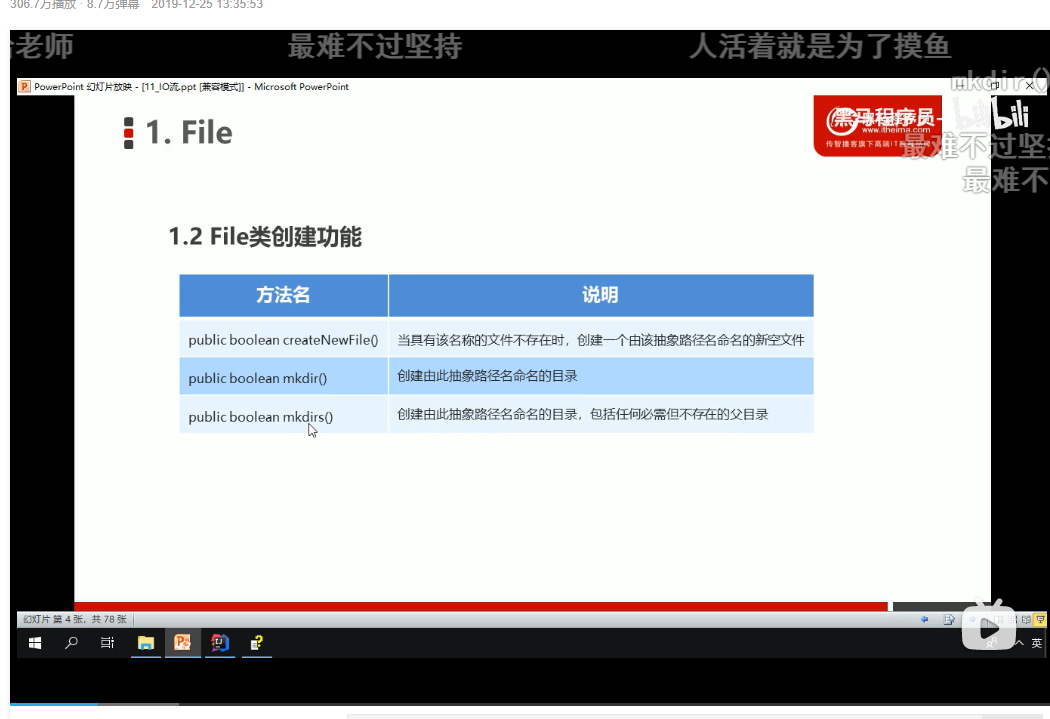 306.7万播放 · 8.7万弹幕 2019-12-25 13:35:53
老师 最难不过坚持 人活着就是为了摸鱼
mkdir()
PowerPoint 幻灯片放映 - [11_IO流.ppt [兼容模式]] - Microsoft PowerPoint
1. File
黑马程序员
www.itheima.com
传智播客旗下高端IT教育品牌
bilibili
最难不过坚持
最难不
1.2 File类创建功能
方法名 说明
public boolean createNewFile() 当具有该名称的文件不存在时，创建一个由该抽象路径名命名的新空文件
public boolean mkdir() 创建由此抽象路径名命名的目录
public boolean mkdirs() 创建由此抽象路径名命名的目录，包括任何必需但不存在的父目录
幻灯片 第 4 张，共 78 张
英